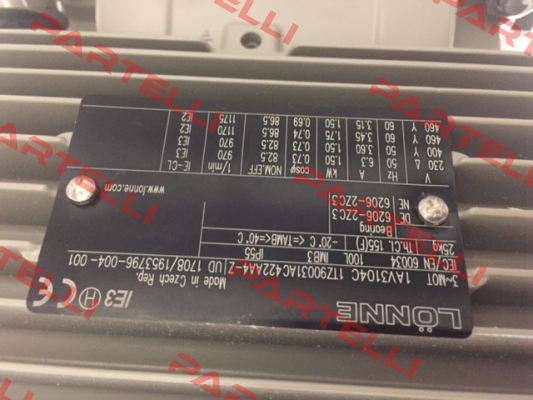 LÖNNE
IE3 H CE
3~MOT 1AV3104C 1TZ90031AC422AA4-Z UD 1708/1953796-004-001
IEC/EN 60034 100L IMB3 IP55 Made in Czech Rep.
25kg Th.Cl. 155(F) -20°C <=TAMB<=40°C
Bearing
DE 6206-2ZC3
NE 6206-2ZC3
www.lonne.com
V Hz A kW cosφ NOM.EFF 1/min IE-CL
230 Δ 50 6.3 1.50 0.73 82.5 970 IE3
400 Y 50 3.60 1.50 0.73 82.5 970 IE3
460 Y 60 3.45 1.75 0.74 86.5 1170 IE2
460 Y 60 3.15 1.50 0.69 86.5 1175 IE2
PARTELLI
PARTELLI
PARTELLI
PARTELLI
PARTELLI